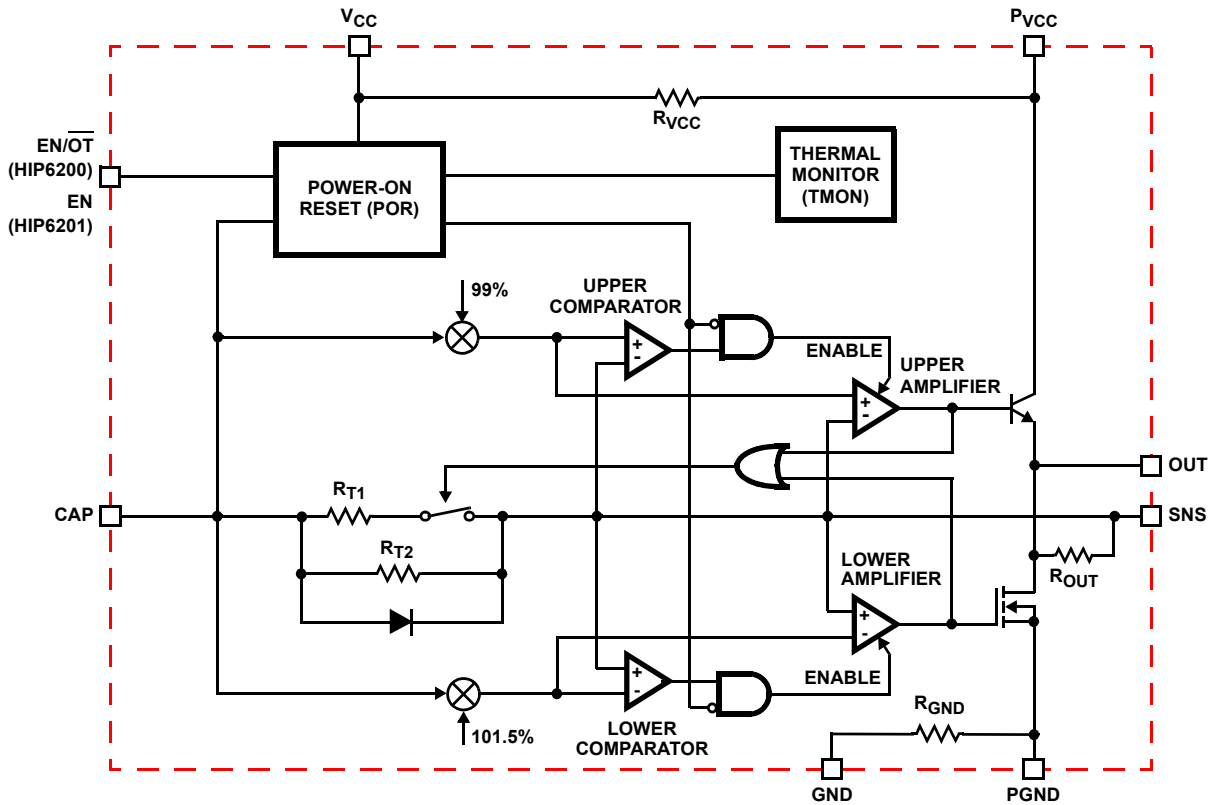 VCC
PVCC
RVCC
EN/OT
(HIP6200)
EN
(HIP6201)
POWER-ON
RESET (POR)
THERMAL
MONITOR
(TMON)
99%
UPPER
COMPARATOR
+
-
ENABLE
UPPER
AMPLIFIER
+
-
OUT
CAP
RT1
SNS
RT2
LOWER
AMPLIFIER
ROUT
+
-
+
-
ENABLE
101.5%
LOWER
COMPARATOR
RGND
GND
PGND